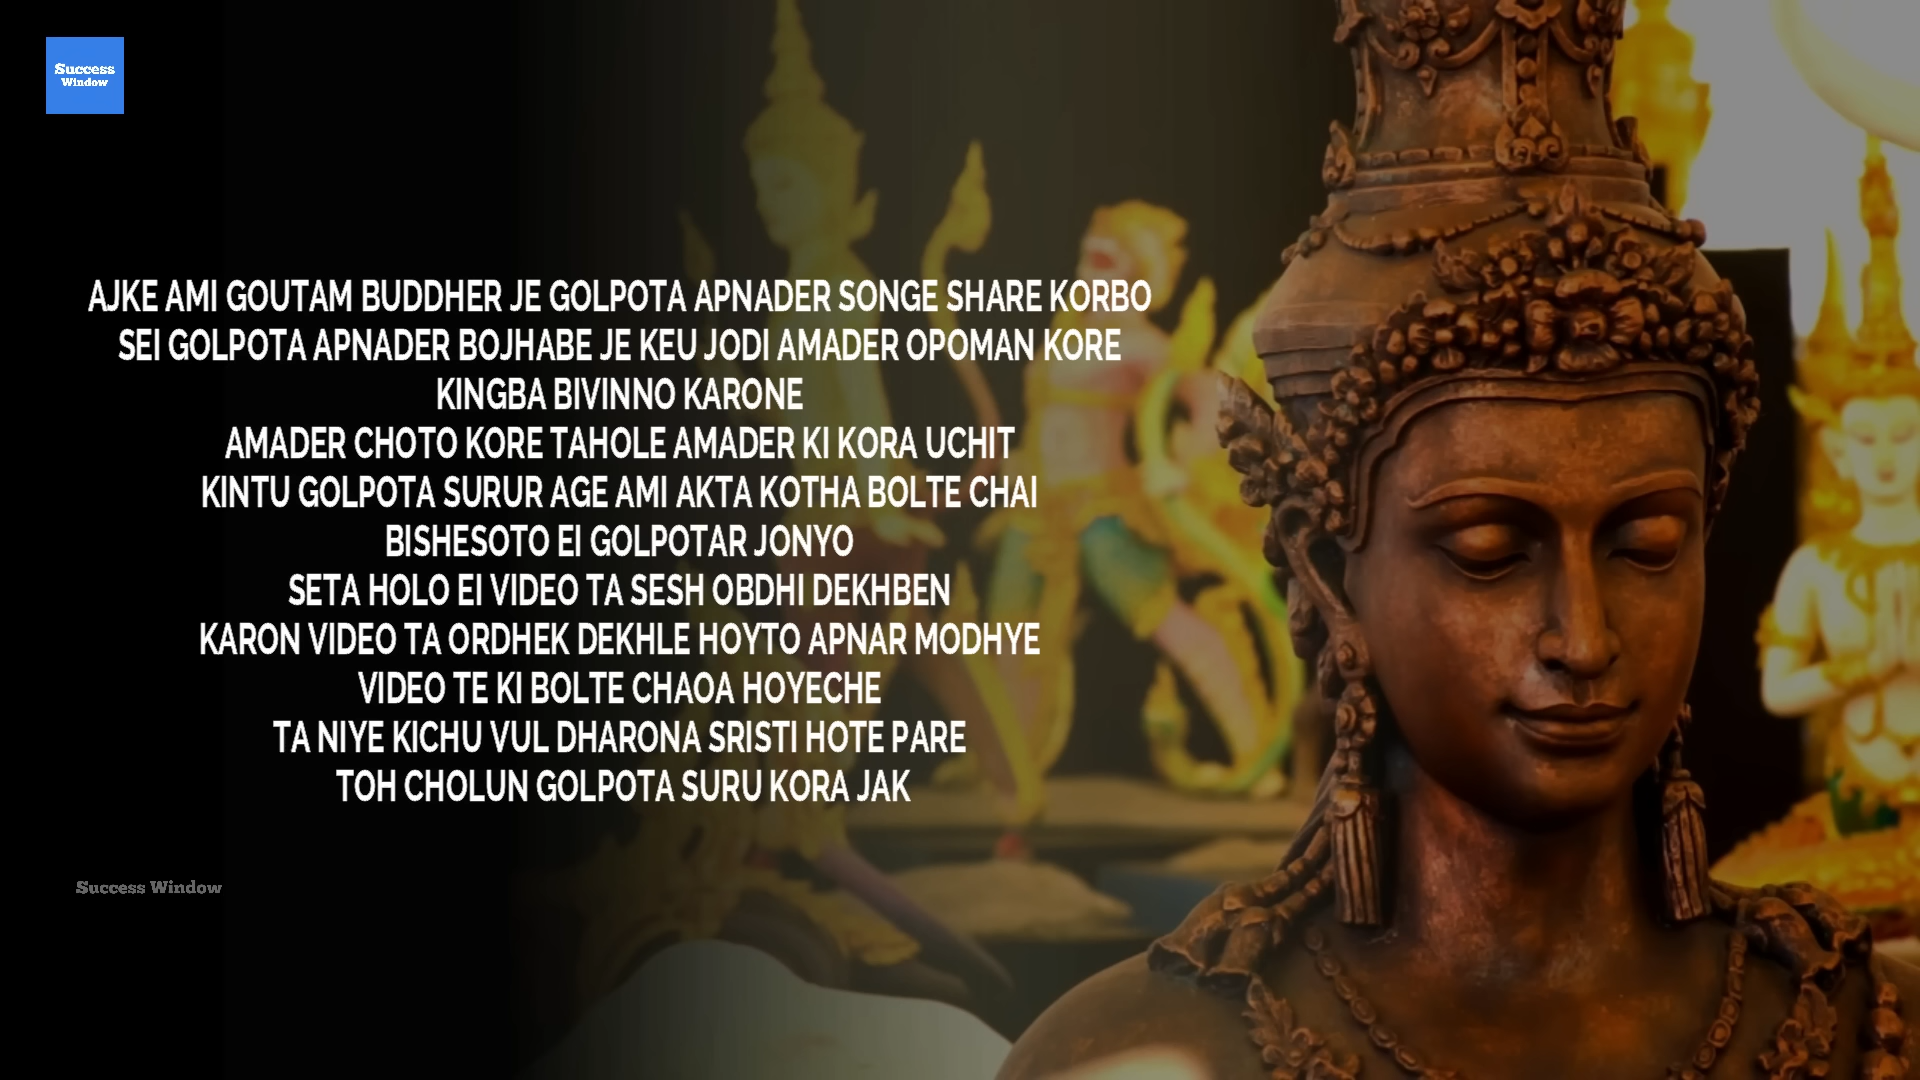 Success
Window
AJKE AMI GOUTAM BUDDHER JE GOLPOTA APNADER SONGE SHARE KORBO
SEI GOLPOTA APNADER BOJHABE JE KEU JODI AMADER OPOMAN KORE
KINGBA BIVINNO KARONE
AMADER CHOTO KORE TAHOLE AMADER KI KORA UCHIT
KINTU GOLPOTA SURUR AGE AMI AKTA KOTHA BOLTE CHAI
BISHESOTO EI GOLPOTAR JONYO
SETA HOLO EI VIDEO TA SESH OBDHI DEKHBEN
KARON VIDEO TA ORDHEK DEKHLE HOYTO APNAR MODHYE
VIDEO TE KI BOLTE CHAOA HOYECHE
TA NIYE KICHU VUL DHARONA SRISTI HOTE PARE
TOH CHOLUN GOLPOTA SURU KORA JAK
Success Window